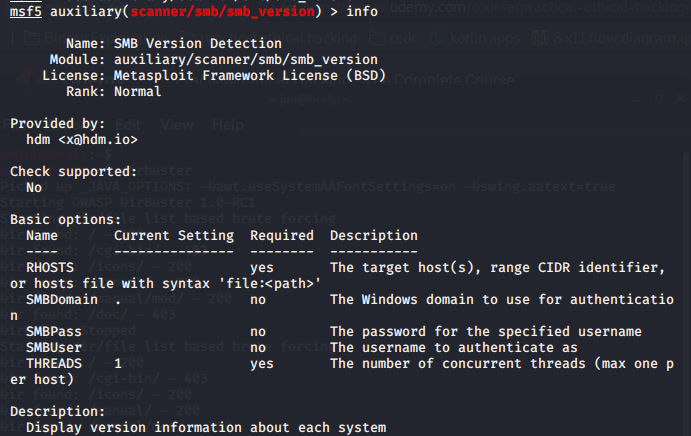 msf5 auxiliary(scanner/smb/smb_version) > info
Name: SMB Version Detection
Module: auxiliary/scanner/smb/smb_version
License: Metasploit Framework License (BSD)
Rank: Normal
Provided by:
hdm <x@hdm.io>
Check supported:
No
Basic options:
Name Current Setting Required Description
---- --------------- -------- -----------
RHOSTS yes The target host(s), range CIDR identifier,
or hosts file with syntax 'file:<path>'
SMBDomain . no The Windows domain to use for authenticatio
n
SMBPass no The password for the specified username
SMBUser no The username to authenticate as
THREADS 1 yes The number of concurrent threads (max one p
er host)
Description:
Display version information about each system